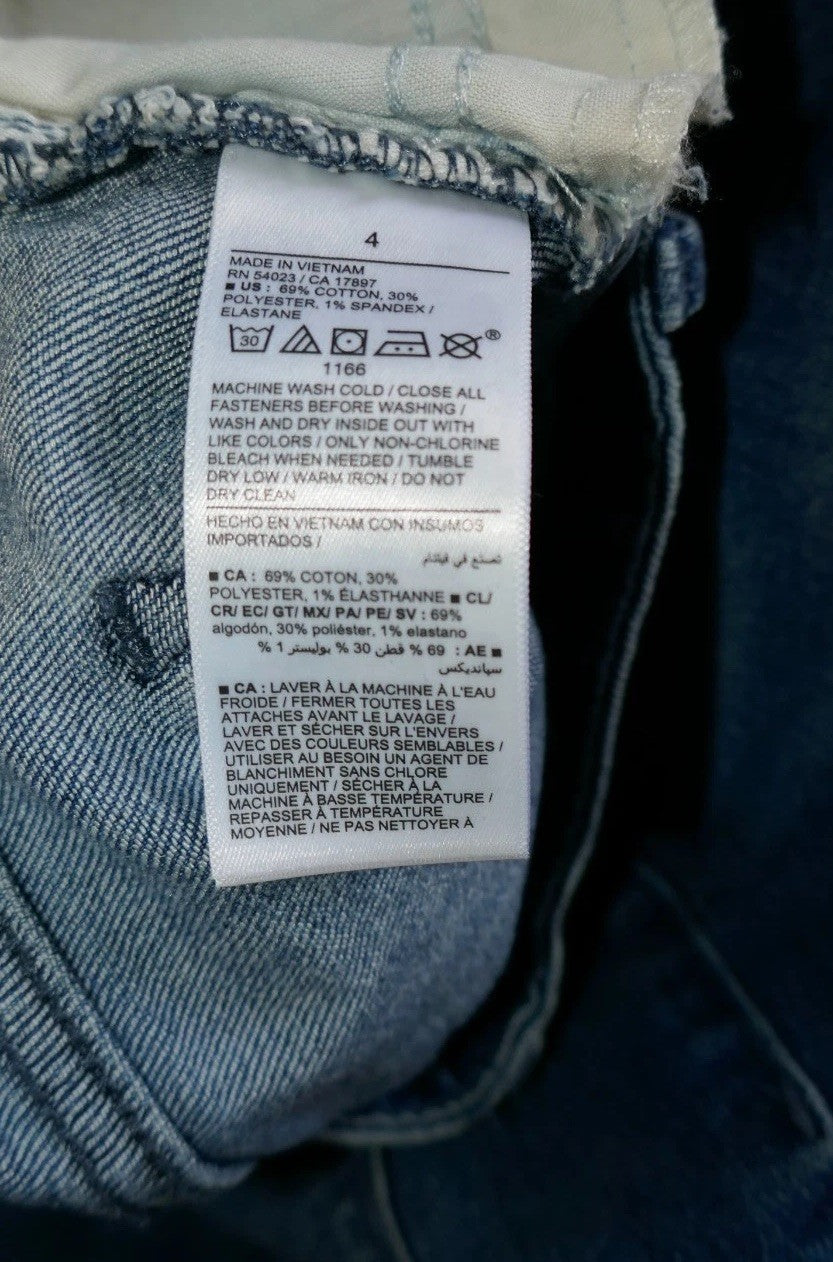 4
MADE IN VIETNAM
RN 54023 / CA 17897
■ US : 69% COTTON, 30%
POLYESTER, 1% SPANDEX /
ELASTANE
30 ®
1166
MACHINE WASH COLD / CLOSE ALL
FASTENERS BEFORE WASHING /
WASH AND DRY INSIDE OUT WITH
LIKE COLORS / ONLY NON-CHLORINE
BLEACH WHEN NEEDED / TUMBLE
DRY LOW / WARM IRON / DO NOT
DRY CLEAN
HECHO EN VIETNAM CON INSUMOS
IMPORTADOS /
تصنع في فيتنام
■ CA : 69% COTON, 30%
POLYESTER, 1% ÉLASTHANNE ■ CL/
CR/ EC/ GT/ MX/ PA/ PE/ SV : 69%
algodón, 30% poliéster, 1% elastano
■ AE : 69 % قطن 30 % بوليستر 1 %
سباندیکس
■ CA : LAVER À LA MACHINE À L'EAU
FROIDE / FERMER TOUTES LES
ATTACHES AVANT LE LAVAGE /
LAVER ET SÉCHER SUR L'ENVERS
AVEC DES COULEURS SEMBLABLES /
UTILISER AU BESOIN UN AGENT DE
BLANCHIMENT SANS CHLORE
UNIQUEMENT / SÉCHER À LA
MACHINE À BASSE TEMPÉRATURE /
REPASSER À TEMPÉRATURE
MOYENNE / NE PAS NETTOYER À